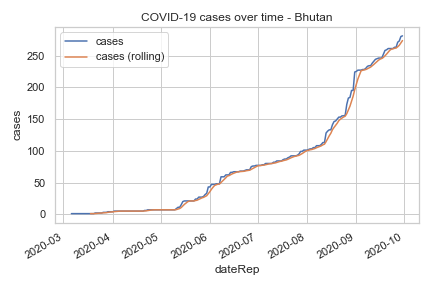 COVID-19 cases over time - Bhutan
cases
cases (rolling)
250
200
150
100
50
0
cases
2020-03
2020-04
2020-05
2020-06
2020-07
2020-08
2020-09
2020-10
dateRep